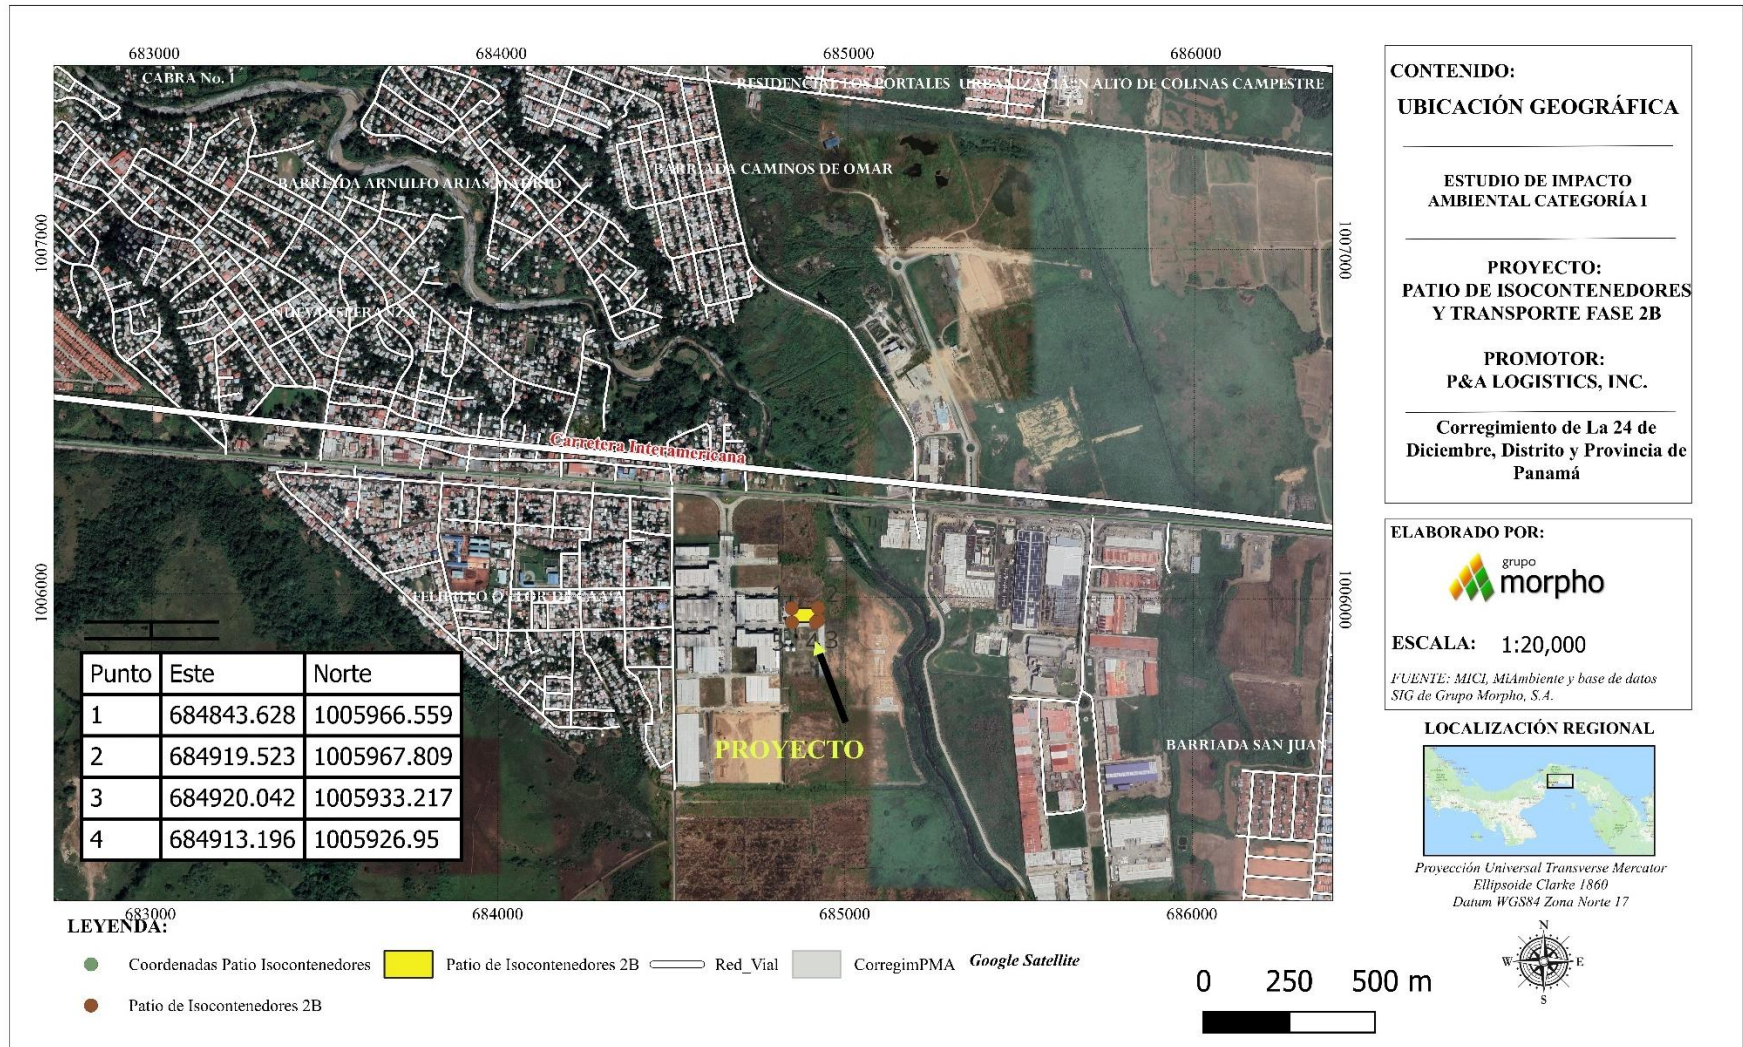 683000 684000 685000 686000
CABRA No. 1
RESIDENCIAL LOS PORTALES
ALTO DE COLINAS CAMPESTRE
BARRIADA CAMINOS DE OMAR
BARRIADA ARNULFO ARIAS MADRID
NUEVA ESPERANZA
1007000
1007000
Carretera Interamericana
1006000
1006000
2
3
4
5
PROYECTO
BARRIADA SAN JUAN
Punto Este Norte
1 684843.628 1005966.559
2 684919.523 1005967.809
3 684920.042 1005933.217
4 684913.196 1005926.95
683000 684000 685000 686000
LEYENDA:
Coordenadas Patio Isocontenedores
Patio de Isocontenedores 2B
Red_Vial
CorregimPMA
Google Satellite
Patio de Isocontenedores 2B
0 250 500 m
CONTENIDO:
UBICACIÓN GEOGRÁFICA
ESTUDIO DE IMPACTO
AMBIENTAL CATEGORÍA I
PROYECTO:
PATIO DE ISOCONTENEDORES
Y TRANSPORTE FASE 2B
PROMOTOR:
P&A LOGISTICS, INC.
Corregimiento de La 24 de
Diciembre, Distrito y Provincia de
Panamá
ELABORADO POR:
grupo
morpho
ESCALA: 1:20,000
FUENTE: MICI, MiAmbiente y base de datos
SIG de Grupo Morpho, S.A.
LOCALIZACIÓN REGIONAL
Proyección Universal Transverse Mercator
Ellipsoide Clarke 1860
Datum WGS84 Zona Norte 17
N
W E
S